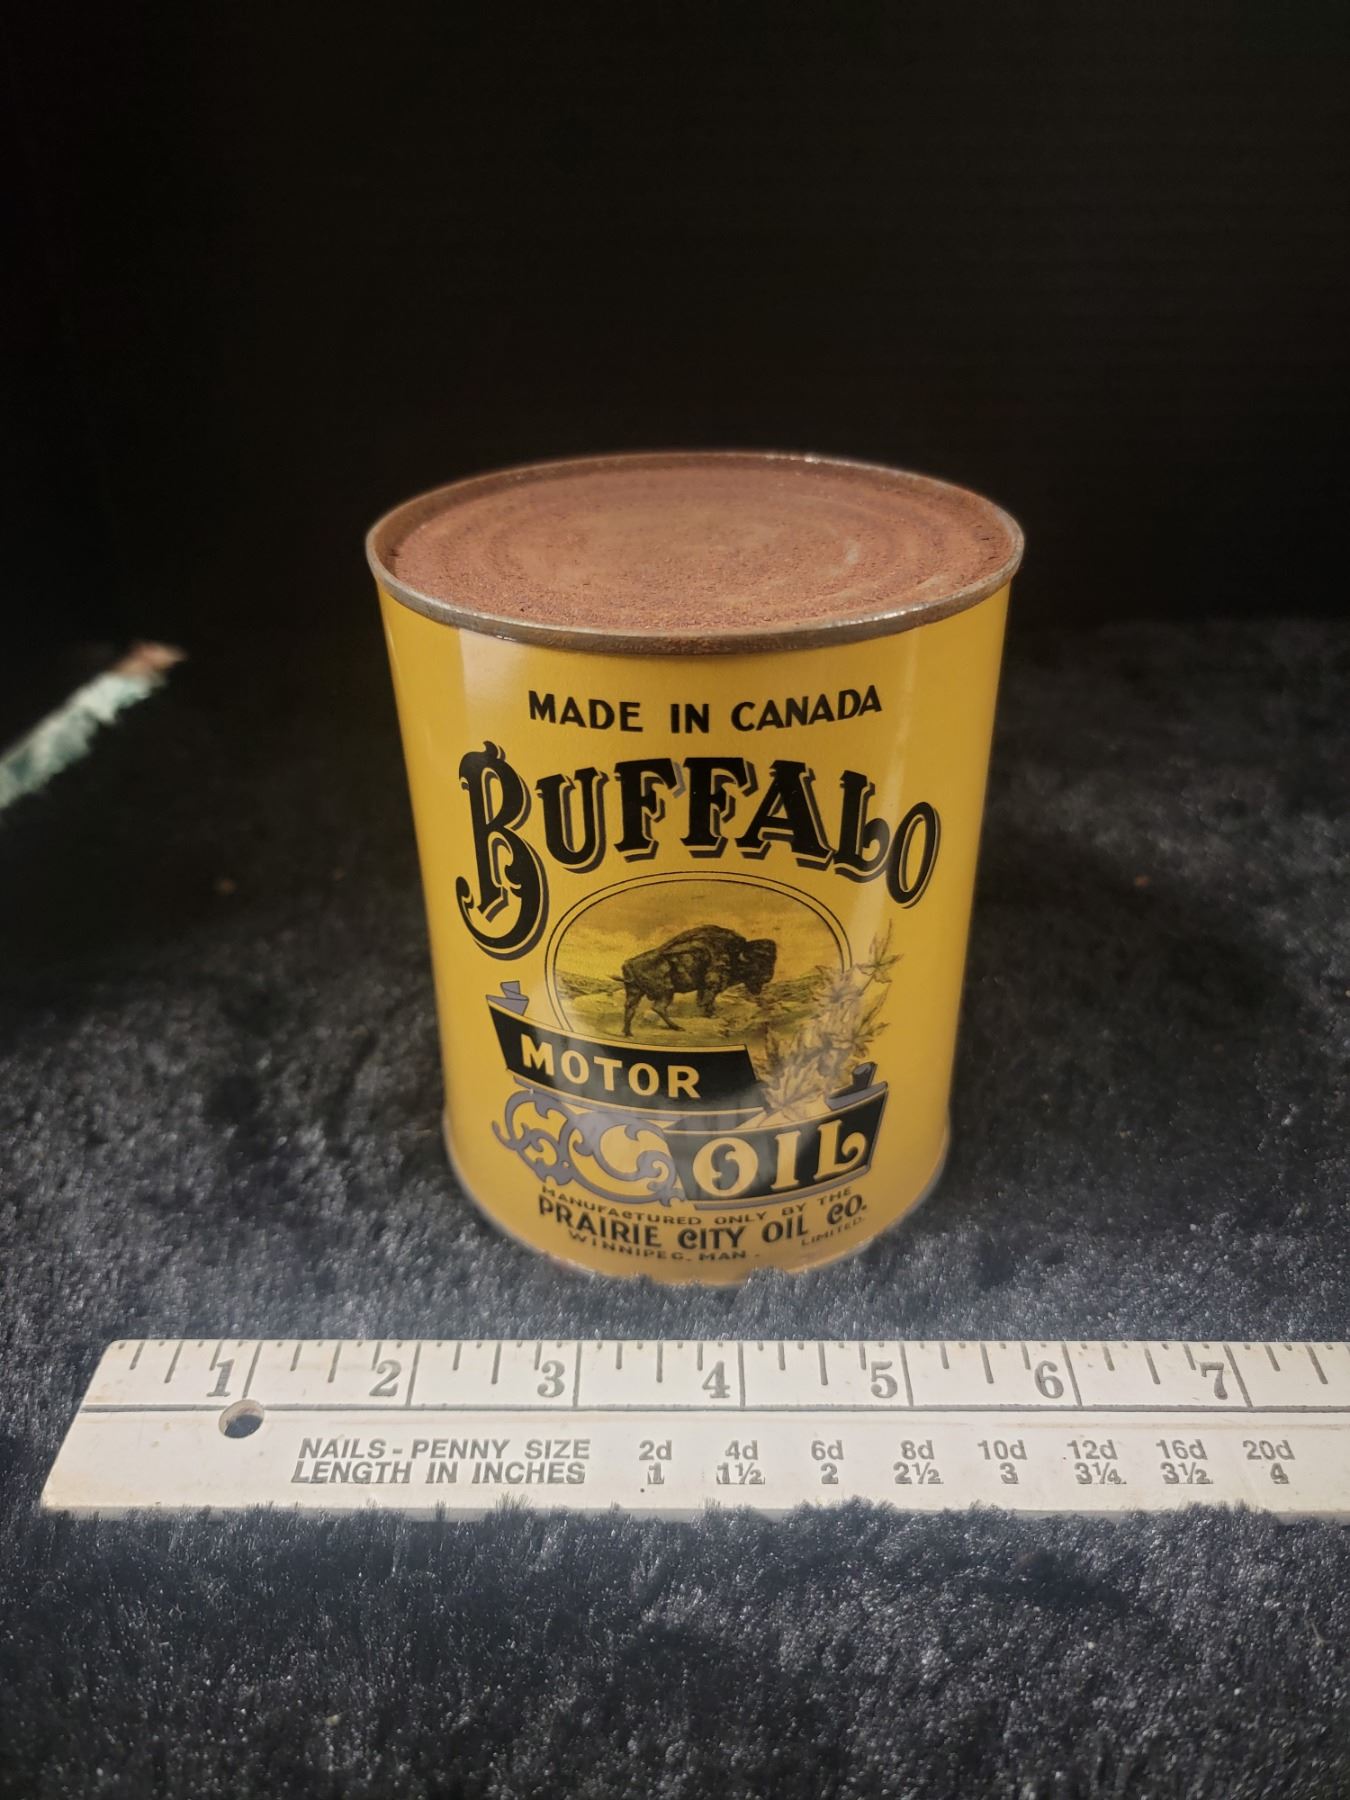 MADE IN CANADA
BUFFALO
MOTOR
OIL
MANUFACTURED ONLY BY THE
PRAIRIE CITY OIL CO.
LIMITED.
WINNIPEG, MAN.
1 2 3 4 5 6 7
NAILS - PENNY SIZE 2d 4d 6d 8d 10d 12d 16d 20d
LENGTH IN INCHES 1 1½ 2 2½ 3 3¼ 3½ 4